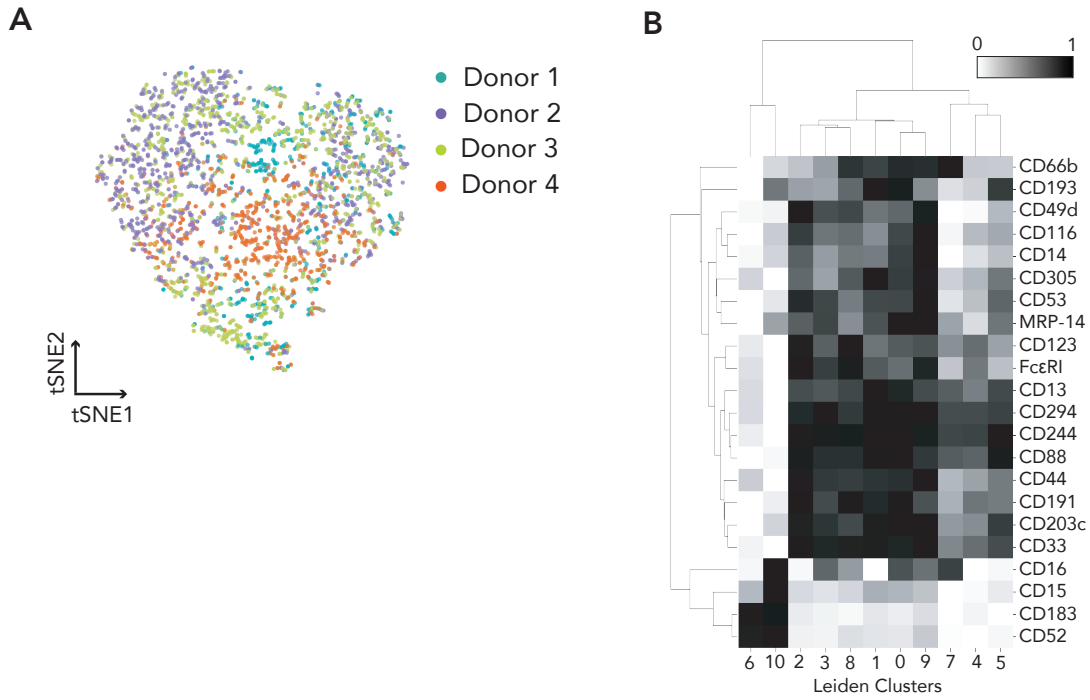 A
Donor 1
Donor 2
Donor 3
Donor 4
tSNE2
tSNE1
B
0 1
CD66b
CD193
CD49d
CD116
CD14
CD305
CD53
MRP-14
CD123
FcεRI
CD13
CD294
CD244
CD88
CD44
CD191
CD203c
CD33
CD16
CD15
CD183
CD52
6 10 2 3 8 1 0 9 7 4 5
Leiden Clusters